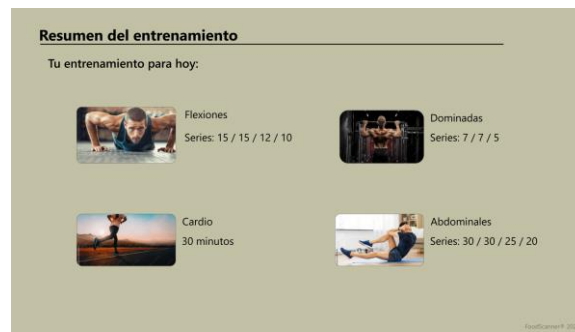 Resumen del entrenamiento
Tu entrenamiento para hoy:
Flexiones
Series: 15 / 15 / 12 / 10
Dominadas
Series: 7 / 7 / 5
Cardio
30 minutos
Abdominales
Series: 30 / 30 / 25 / 20